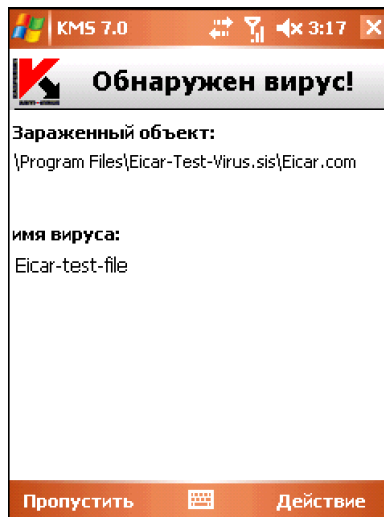 KMS 7.0 3:17
Обнаружен вирус!
Зараженный объект:
\Program Files\Eicar-Test-Virus.sis\Eicar.com
имя вируса:
Eicar-test-file
Пропустить Действие